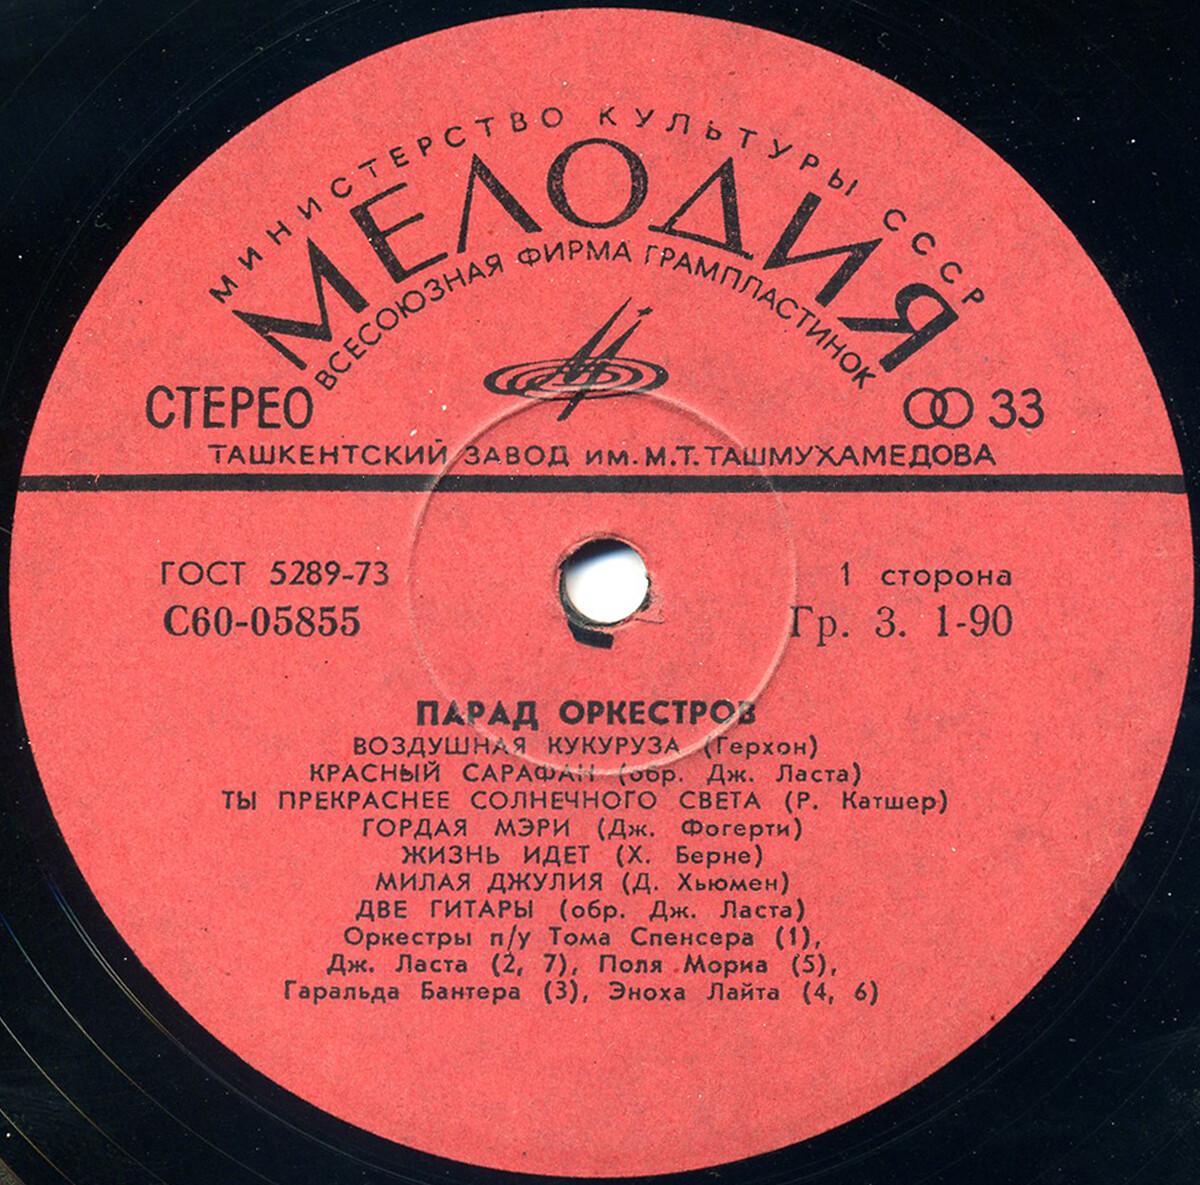 МИНИСТЕРСТВО КУЛЬТУРЫ СССР
МЕЛОДИЯ
ВСЕСОЮЗНАЯ ФИРМА ГРАМПЛАСТИНОК
СТЕРЕО
33
ТАШКЕНТСКИЙ ЗАВОД ИМ. М.Т. ТАШМУХАМЕДОВА
ГОСТ 5289-73
1 сторона
С60-05855
Гр. 3. 1-90
ПАРАД ОРКЕСТРОВ
ВОЗДУШНАЯ КУКУРУЗА (Герхон)
КРАСНЫЙ САРАФАН (обр. Дж. Ласта)
ТЫ ПРЕКРАСНЕЕ СОЛНЕЧНОГО СВЕТА (Р. Катшер)
ГОРДАЯ МЭРИ (Дж. Фогерти)
ЖИЗНЬ ИДЕТ (Х. Берне)
МИЛАЯ ДЖУЛИЯ (Д. Хьюмен)
ДВЕ ГИТАРЫ (обр. Дж. Ласта)
Оркестры п/у Тома Спенсера (1),
Дж. Ласта (2, 7), Поля Мориа (5),
Гаральда Бантера (3), Эноха Лайта (4, 6)